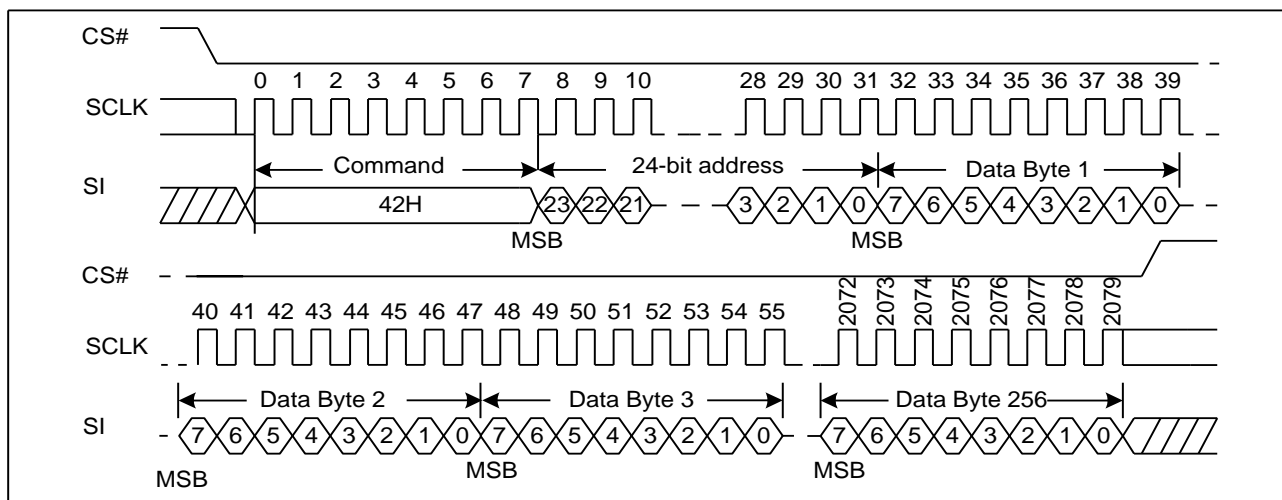 CS#
0 1 2 3 4 5 6 7 8 9 10 28 29 30 31 32 33 34 35 36 37 38 39
SCLK
Command 24-bit address Data Byte 1
SI
42H 23 22 21 3 2 1 0 7 6 5 4 3 2 1 0
MSB MSB
CS#
40 41 42 43 44 45 46 47 48 49 50 51 52 53 54 55 2072 2073 2074 2075 2076 2077 2078 2079
SCLK
Data Byte 2 Data Byte 3 Data Byte 256
SI 7 6 5 4 3 2 1 0 7 6 5 4 3 2 1 0 7 6 5 4 3 2 1 0
MSB MSB MSB